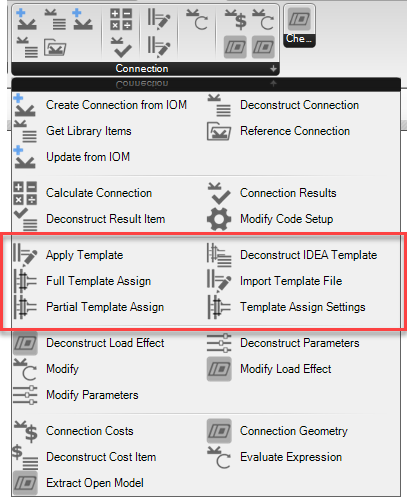 Che...
Connection
Connection
Create Connection from IOM
Deconstruct Connection
Get Library Items
Reference Connection
Update from IOM
Calculate Connection
Connection Results
Deconstruct Result Item
Modify Code Setup
Apply Template
Deconstruct IDEA Template
Full Template Assign
Import Template File
Partial Template Assign
Template Assign Settings
Deconstruct Load Effect
Deconstruct Parameters
Modify
Modify Load Effect
Modify Parameters
Connection Costs
Connection Geometry
Deconstruct Cost Item
Evaluate Expression
Extract Open Model